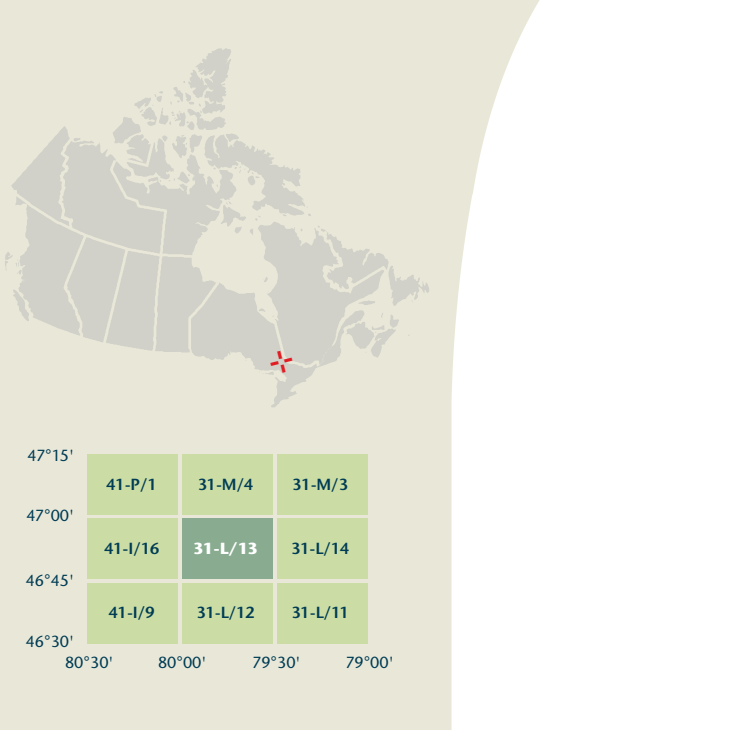 47°15'
41-P/1 31-M/4 31-M/3
47°00'
41-I/16 31-L/13 31-L/14
46°45'
41-I/9 31-L/12 31-L/11
46°30'
80°30' 80°00' 79°30' 79°00'